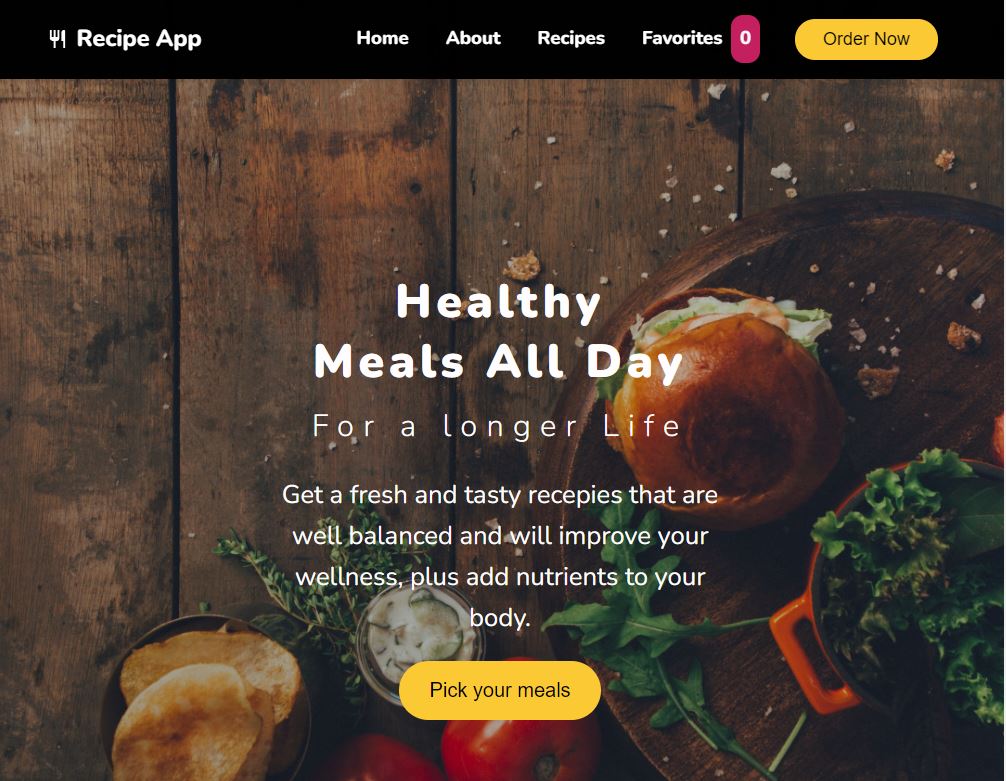 Recipe App
Home About Recipes Favorites 0 Order Now
Healthy
Meals All Day
For a longer Life
Get a fresh and tasty recepies that are
well balanced and will improve your
wellness, plus add nutrients to your
body.
Pick your meals